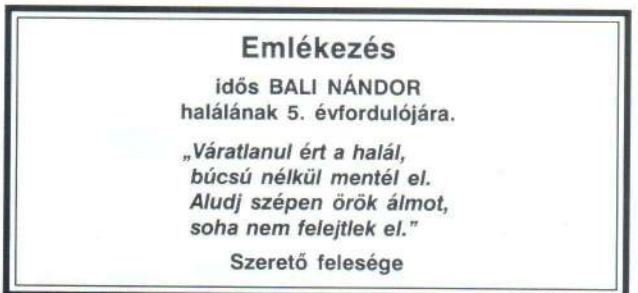 Emlékezés
idős BALI NÁNDOR
halálának 5. évfordulójára.
„Váratlanul ért a halál,
búcsú nélkül mentél el.
Aludj szépen örök álmot,
soha nem felejtlek el.”
Szerető felesége